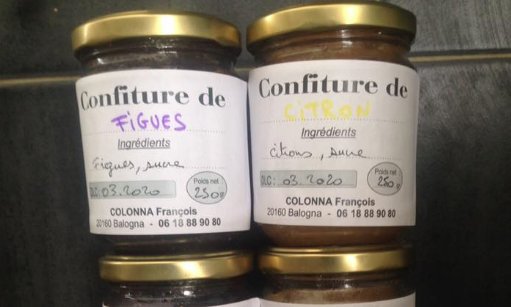 Confiture de
FIGUES
Ingrédients
Figues, sucre
DLC: 03.2020
Poids net
250g
COLONNA François
20160 Balogna - 06 18 88 90 80
Confiture de
CITRON
Ingrédients
citrons, sucre
DLC: 03.2020
Poids net
250g
COLONNA François
20160 Balogna - 06 18 88 90 80